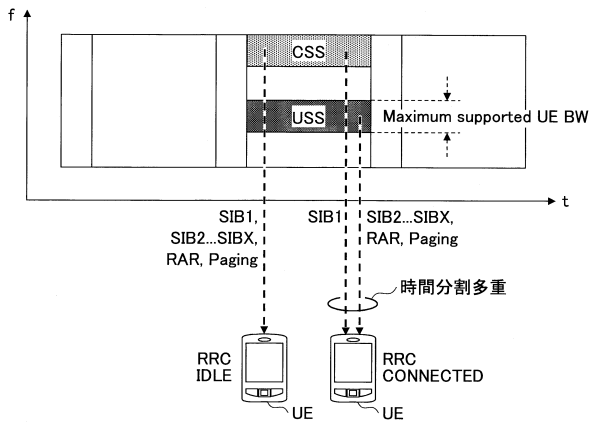 f
CSS
USS
Maximum supported UE BW
t
SIB1,
SIB2...SIBX,
RAR, Paging
SIB1
SIB2...SIBX,
RAR, Paging
時間分割多重
RRC
IDLE
RRC
CONNECTED
UE
UE